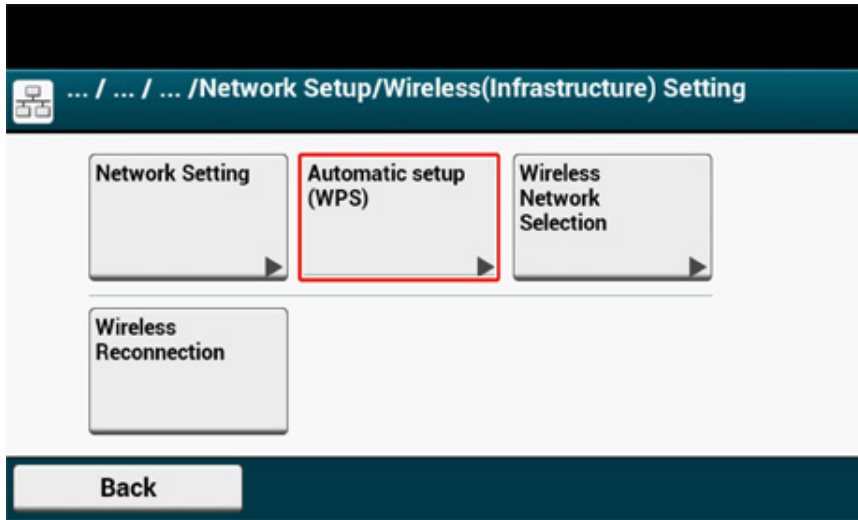 ... / ... / ... /Network Setup/Wireless(Infrastructure) Setting
Network Setting
Automatic setup
(WPS)
Wireless
Network
Selection
Wireless
Reconnection
Back